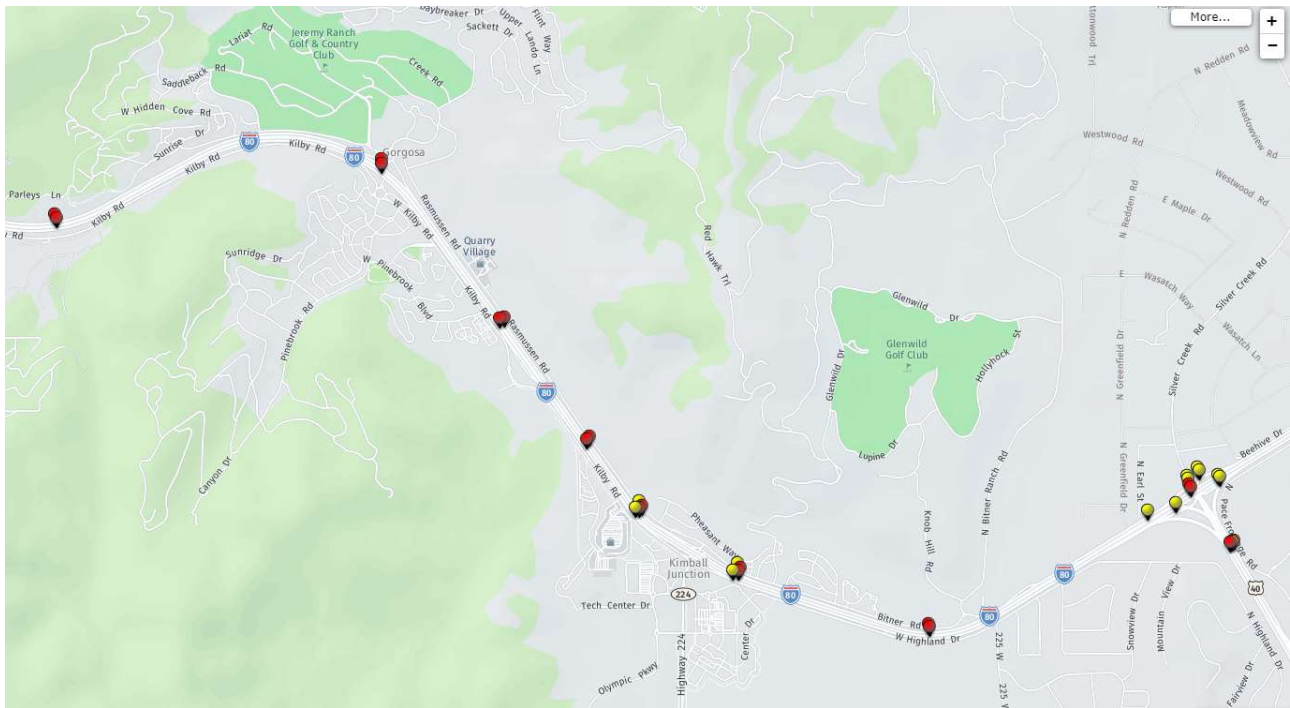 Daybreaker Dr
Upper
Lando Ln
Flint Way
Sackett Dr
More...
+
−
Lariat Rd
Jeremy Ranch
Golf & Country
Club
Creek Rd
Saddleback Rd
W Hidden Cove Rd
Sunrise Dr
Kilby Rd
80
Kilby Rd
80
Gorgosa
Parleys Ln
Kilby Rd
y Rd
W Kilby Rd
Rasmussen Rd
Quarry
Village
Sunridge Dr
W Pinebrook Blvd
Pinebrook Rd
Kilby Rd
Rasmussen Rd
80
Canyon Dr
Kilby Rd
Red Hawk Trl
Glenwild Dr
Glenwild Dr
Glenwild
Golf Club
Hollyhock St
Lupine Dr
Knob Hill Rd
N Bitner Ranch Rd
Pheasant Way
Kimball
Junction
224
Tech Center Dr
80
Center Dr
Olympic Pkwy
Highway 224
Bitner Rd
W Highland Dr
80
225 W
225 W
80
tonwood Trl
N Redden Rd
Meadowview Rd
Westwood Rd
Westwood Rd
N Redden Rd
E Maple Dr
E Wasatch Way
Silver Creek Rd
Silver Creek Rd
Wasatch Ln
N Greenfield Dr
N Greenfield Dr
N Earl St
Beehive Dr
N Pace Frontage Rd
40
Snowview Dr
Mountain View Dr
N Highland Dr
Fairview Dr